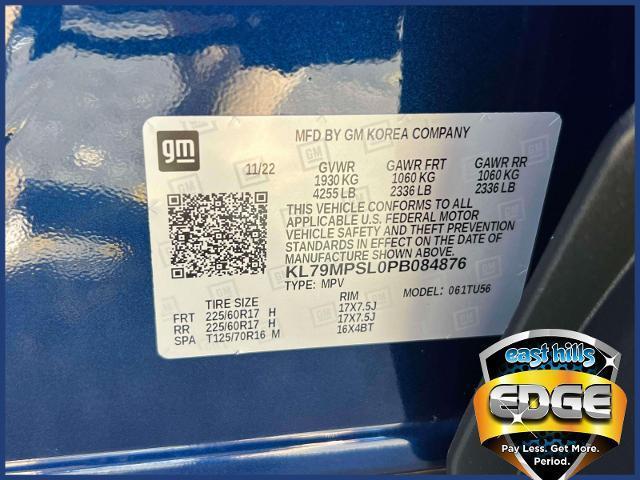 gm
MFD BY GM KOREA COMPANY
11/22 GVWR GAWR FRT GAWR RR
1930 KG 1060 KG 1060 KG
4255 LB 2336 LB 2336 LB
THIS VEHICLE CONFORMS TO ALL
APPLICABLE U.S. FEDERAL MOTOR
VEHICLE SAFETY AND THEFT PREVENTION
STANDARDS IN EFFECT ON THE DATE OF
MANUFACTURE SHOWN ABOVE.
KL79MPSL0PB084876
TYPE: MPV MODEL: 061TU56
TIRE SIZE RIM
FRT 225/60R17 H 17X7.5J
RR 225/60R17 H 17X7.5J
SPA T125/70R16 M 16X4BT
east hills
EDGE
Pay Less. Get More.
Period.